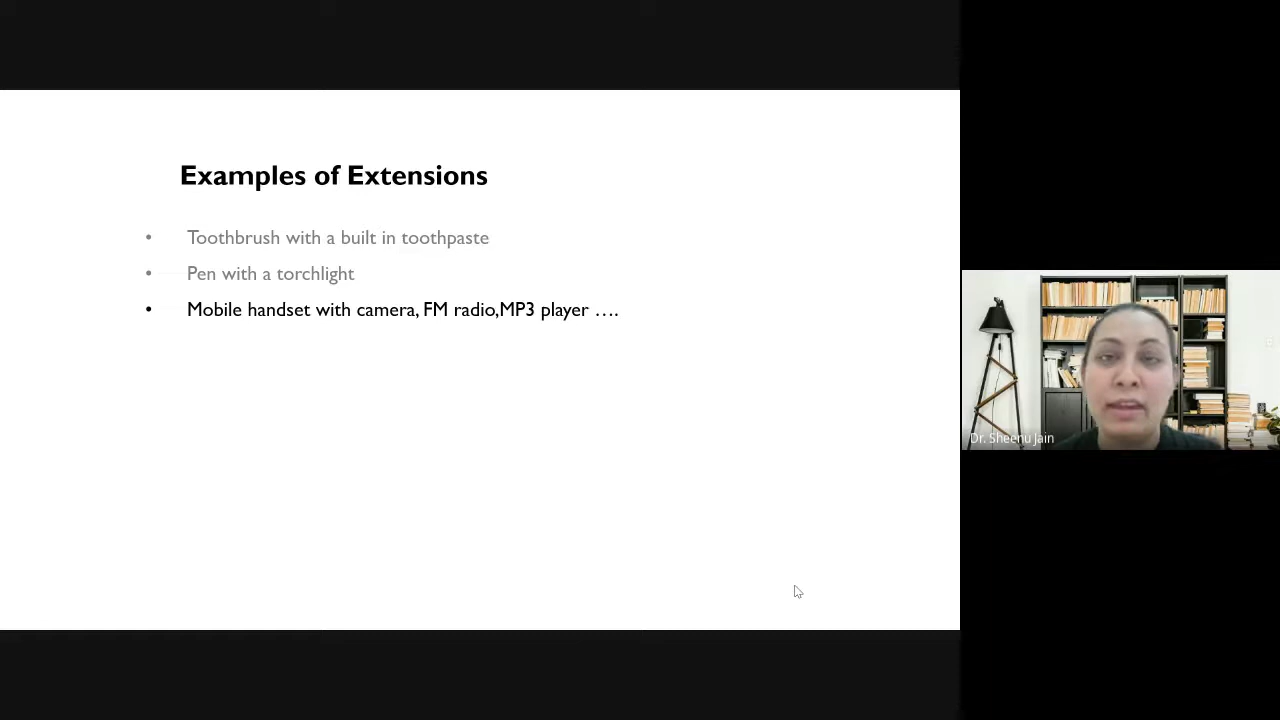 Examples of Extensions
• Toothbrush with a built in toothpaste
• Pen with a torchlight
• Mobile handset with camera, FM radio,MP3 player ….
Dr. Sheenu Jain